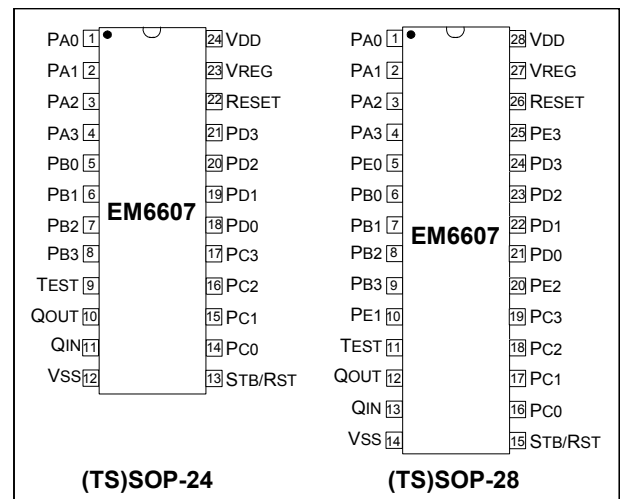 PA0 1 24 VDD
PA1 2 23 VREG
PA2 3 22 RESET
PA3 4 21 PD3
PB0 5 20 PD2
PB1 6 19 PD1
PB2 7 18 PD0
PB3 8 17 PC3
TEST 9 16 PC2
QOUT 10 15 PC1
QIN 11 14 PC0
VSS 12 13 STB/RST
EM6607
(TS)SOP-24
PA0 1 28 VDD
PA1 2 27 VREG
PA2 3 26 RESET
PA3 4 25 PE3
PE0 5 24 PD3
PB0 6 23 PD2
PB1 7 22 PD1
PB2 8 21 PD0
PB3 9 20 PE2
PE1 10 19 PC3
TEST 11 18 PC2
QOUT 12 17 PC1
QIN 13 16 PC0
VSS 14 15 STB/RST
EM6607
(TS)SOP-28